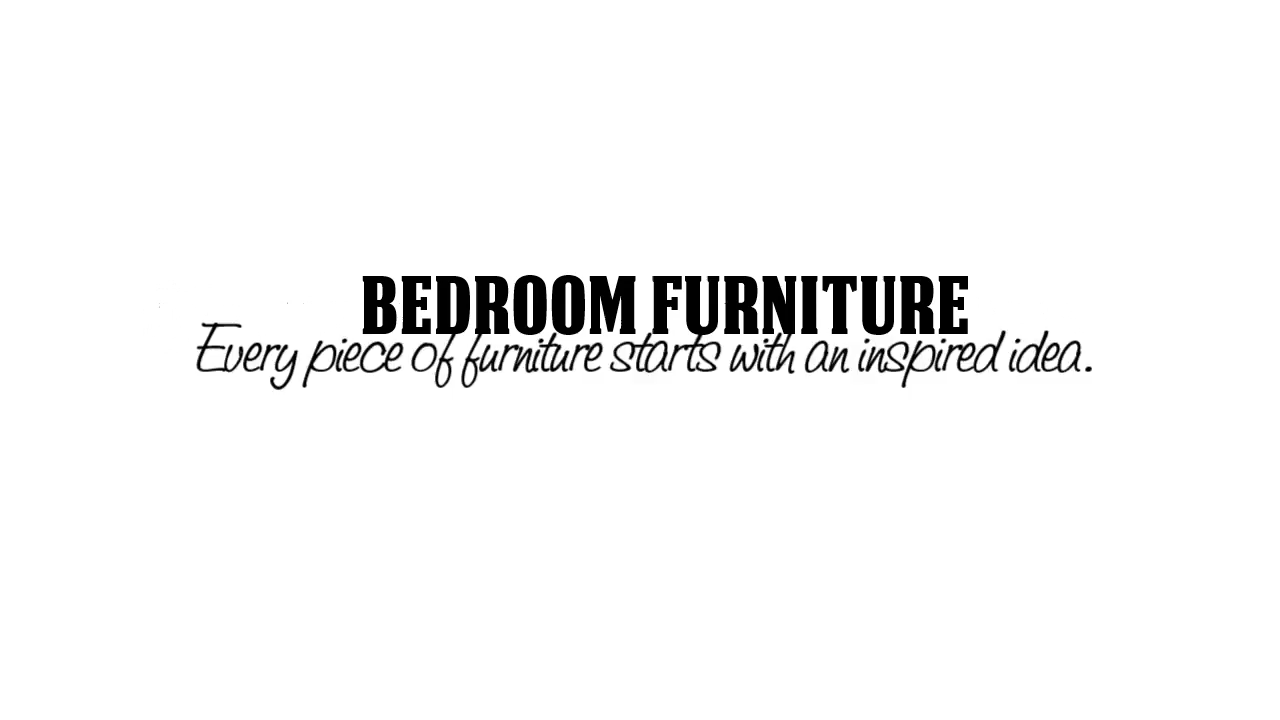 BEDROOM FURNITURE
Every piece of furniture starts with an inspired idea.